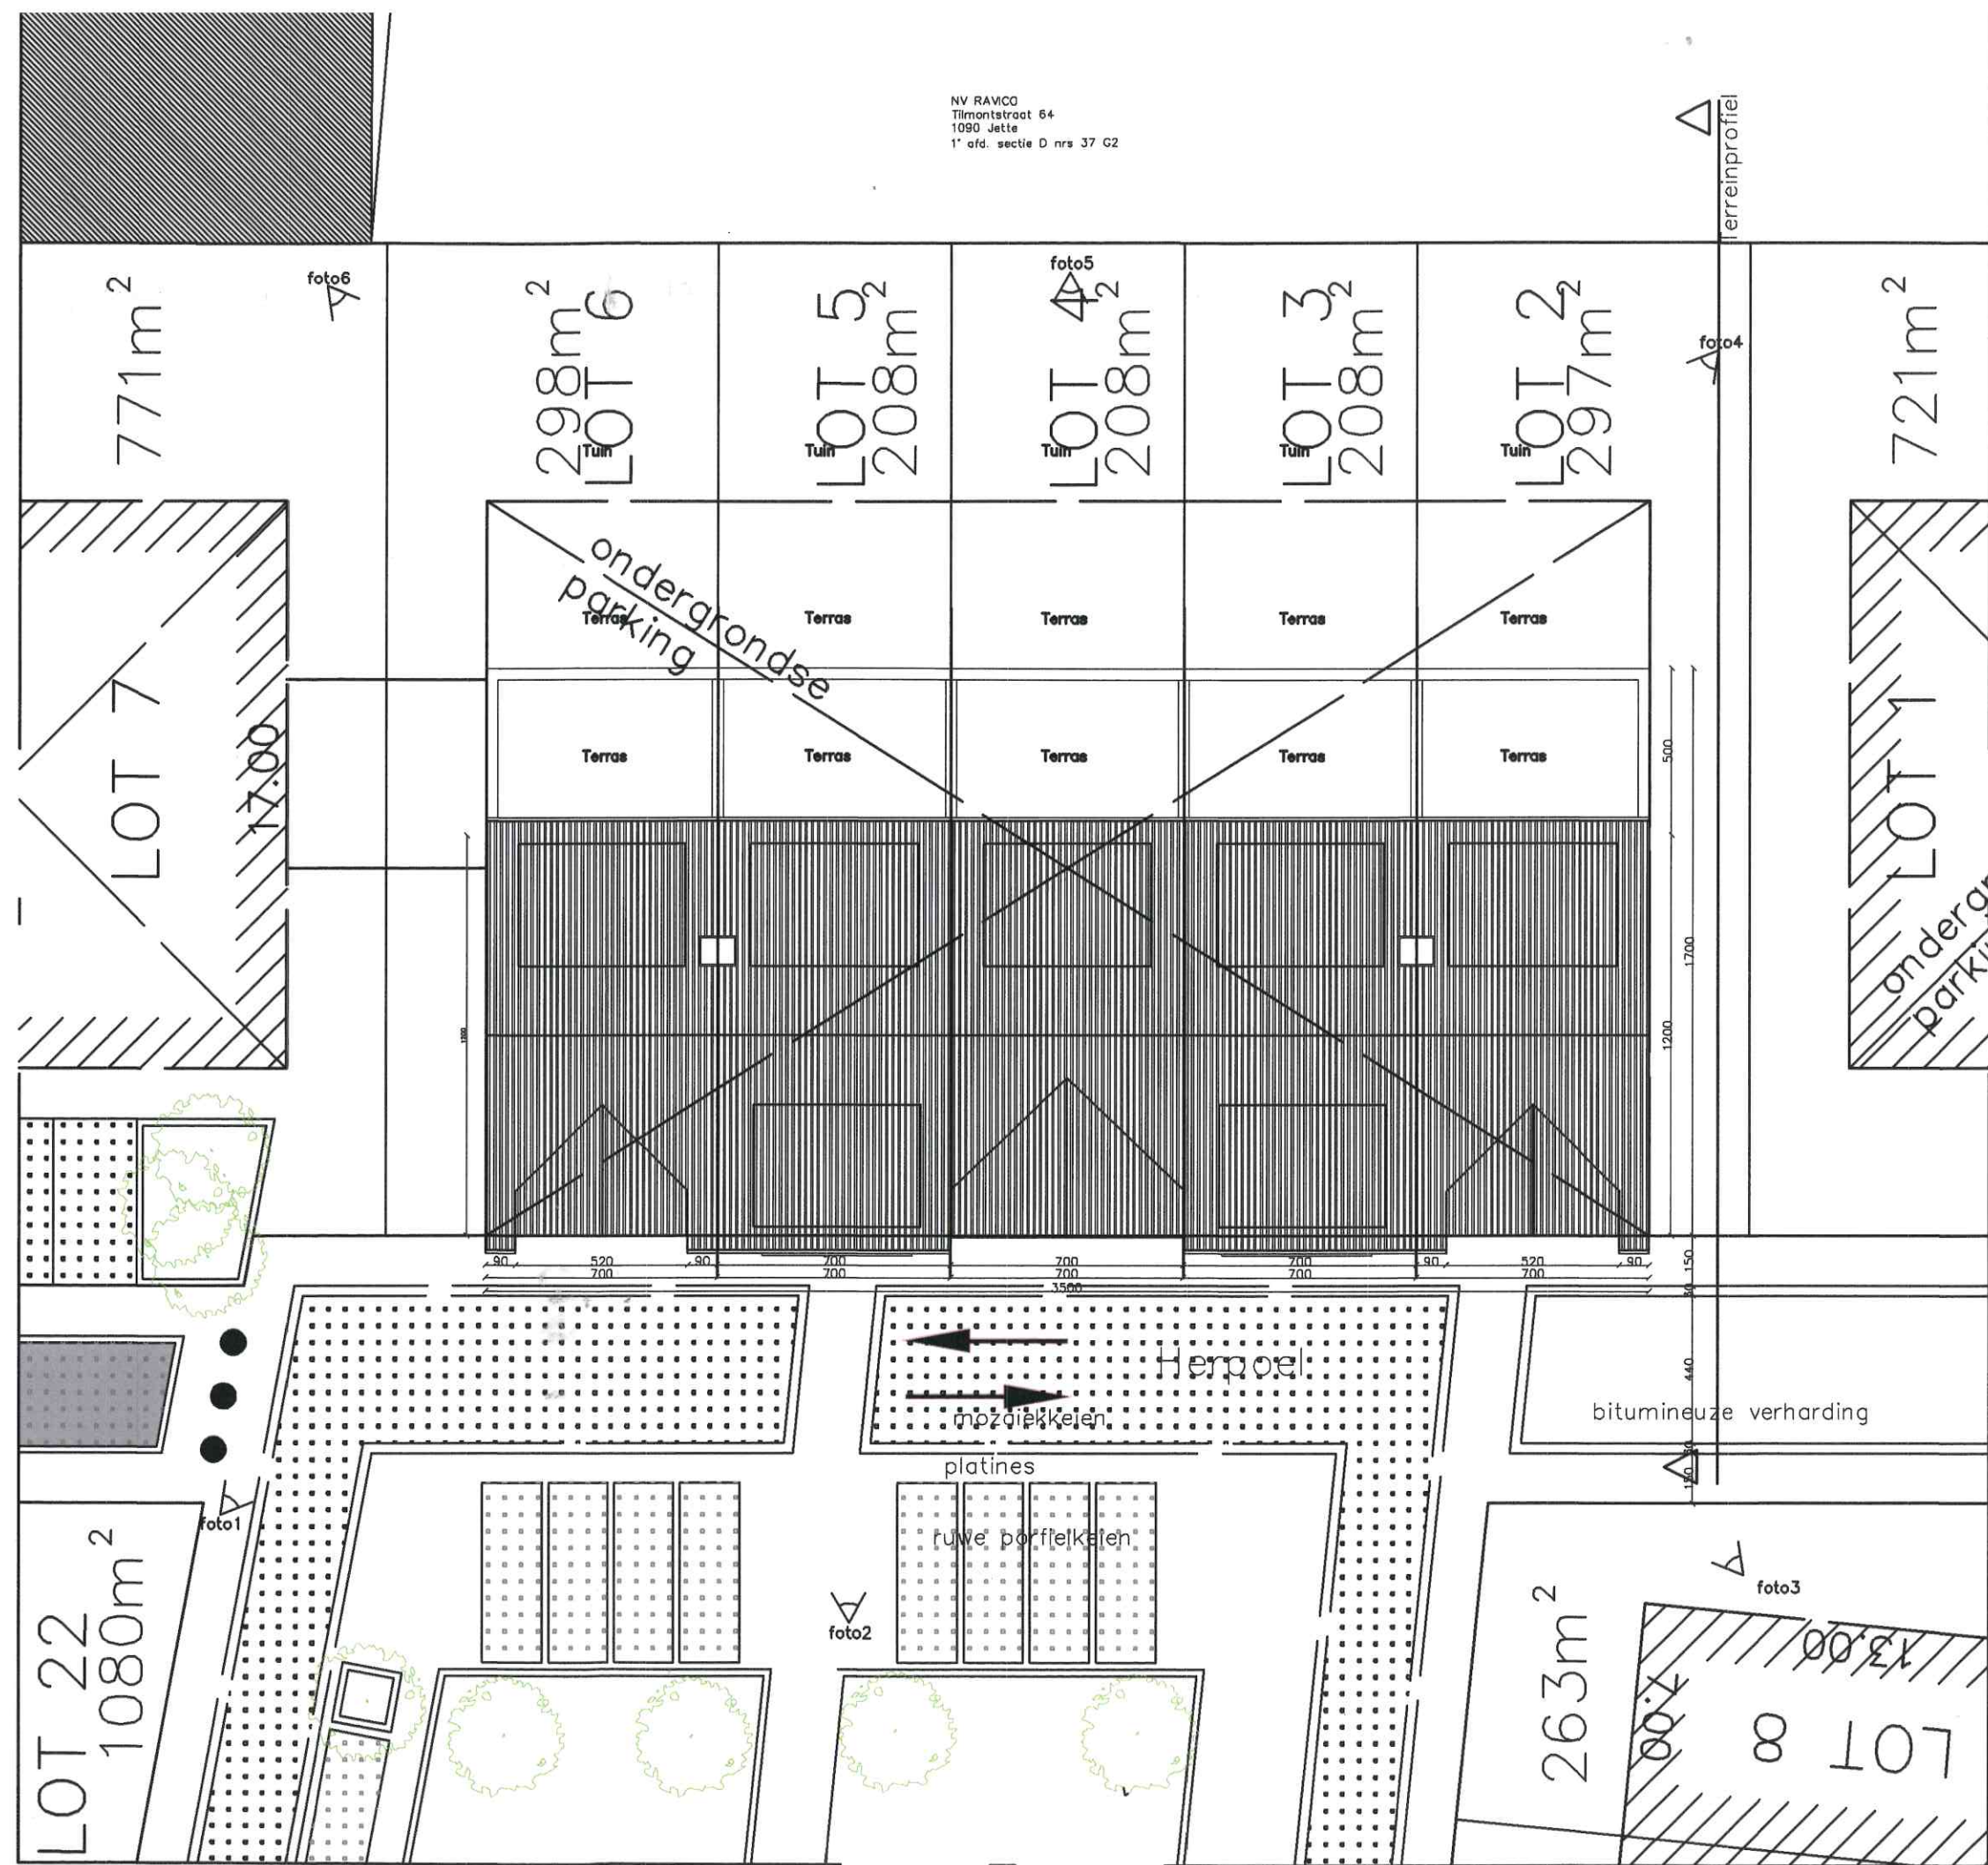 NV RAVICO
Tilmontstraat 64
1090 Jette
1° afd. sectie D nrs 37 G2
Terreinprofiel
foto6
foto5
foto4
771m²
298m²
LOT 6
LOT 5
208m²
LOT 4
208m²
LOT 3
208m²
LOT 2
297m²
721m²
Tuin
Tuin
Tuin
Tuin
Tuin
ondergrondse
parking
Terras
Terras
Terras
Terras
Terras
LOT 7
17.00
Terras
Terras
Terras
Terras
Terras
500
1700
1200
1200
LOT 1
90
520
90
700
700
700
90
520
90
700
700
700
700
700
3500
150
30
440
30
150
Herpoel
mozaiekkeien
bitumineuze verharding
platines
ruwe porfielkeien
foto1
foto2
foto3
LOT 22
1080m²
263m²
13.00
7.00
LOT 8